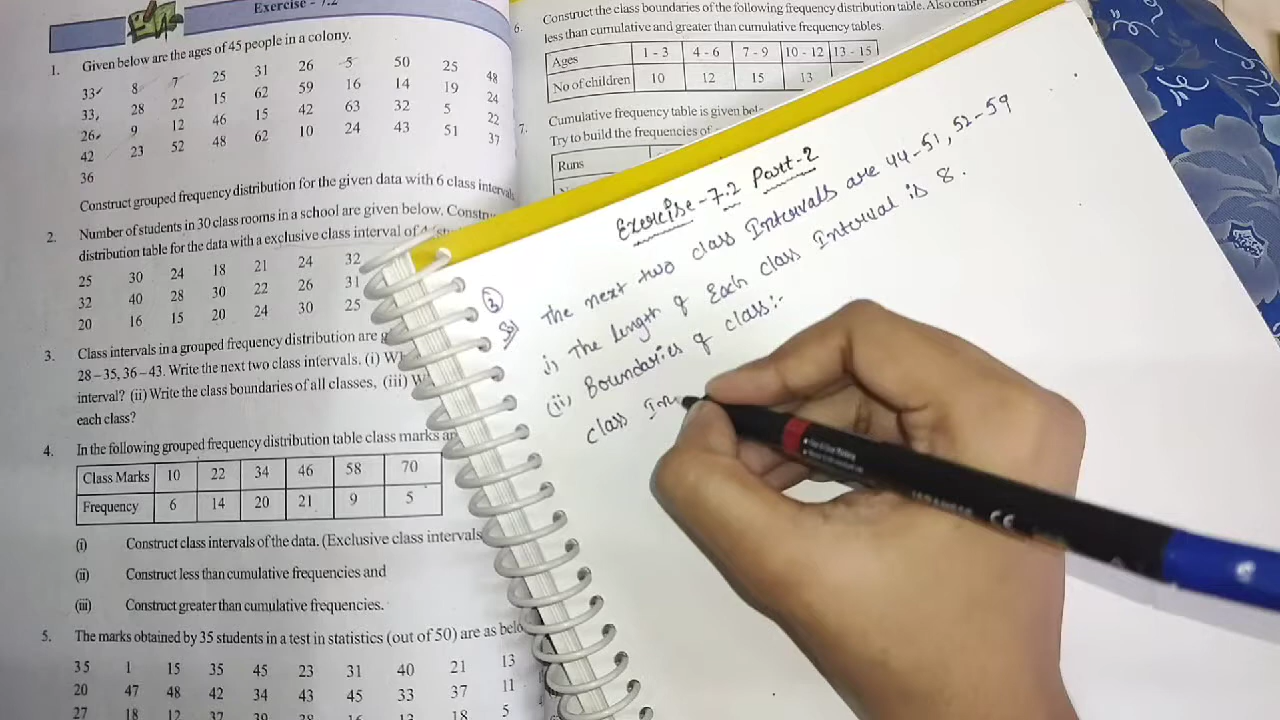 Exercise - 7.2
1. Given below are the ages of 45 people in a colony.
33 8 7 25 31 26 5 50 25 48
33, 28 22 15 62 59 16 14 19 24
26 9 12 46 15 42 63 32 5 22
42 23 52 48 62 10 24 43 51 37
36
Construct grouped frequency distribution for the given data with 6 class intervals
2. Number of students in 30 class rooms in a school are given below. Constru
distribution table for the data with a exclusive class interval of
25 30 24 18 21 24 32
32 40 28 30 22 26 31
20 16 15 20 24 30 25
3. Class intervals in a grouped frequency distribution are g
28 – 35, 36 – 43. Write the next two class intervals. (i) W
interval? (ii) Write the class boundaries of all classes, (iii) W
each class?
4. In the following grouped frequency distribution table class marks a
Class Marks 10 22 34 46 58 70
Frequency 6 14 20 21 9 5
(i) Construct class intervals of the data. (Exclusive class intervals
(ii) Construct less than cumulative frequencies and
(iii) Construct greater than cumulative frequencies.
5. The marks obtained by 35 students in a test in statistics (out of 50) are as belo
35 1 15 35 45 23 31 40 21 13
20 47 48 42 34 43 45 33 37 11
27 18 12 37 39 38 16 13 18 5
6. Construct the class boundaries of the following frequency distribution table. Also const
less than cumulative and greater than cumulative frequency tables.
Ages 1 - 3 4 - 6 7 - 9 10 - 12 13 - 15
No of children 10 12 15 13
7. Cumulative frequency table is given bel
Try to build the frequencies of
Runs
Exercise - 7.2 Part-2
③ The next two class Intervals are 44-51, 52-59
Sol
is The length of Each class Interval is 8.
(ii) Boundaries of class:-
class Int